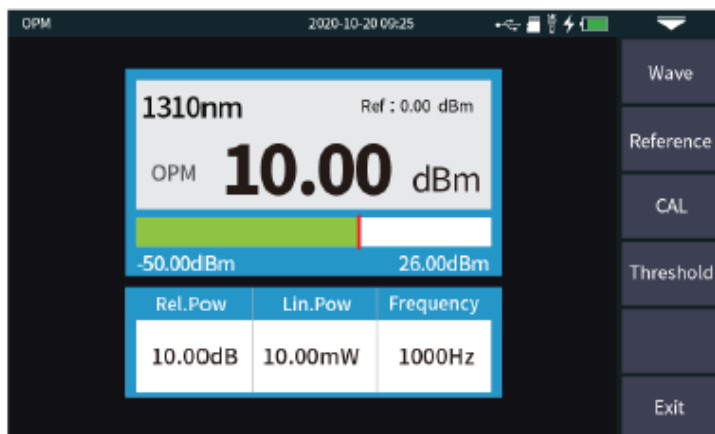 OPM 2020-10-20 09:25
Wave
1310nm Ref : 0.00 dBm
Reference
OPM 10.00 dBm
CAL
-50.00dBm 26.00dBm
Threshold
Rel.Pow Lin.Pow Frequency
10.00dB 10.00mW 1000Hz
Exit